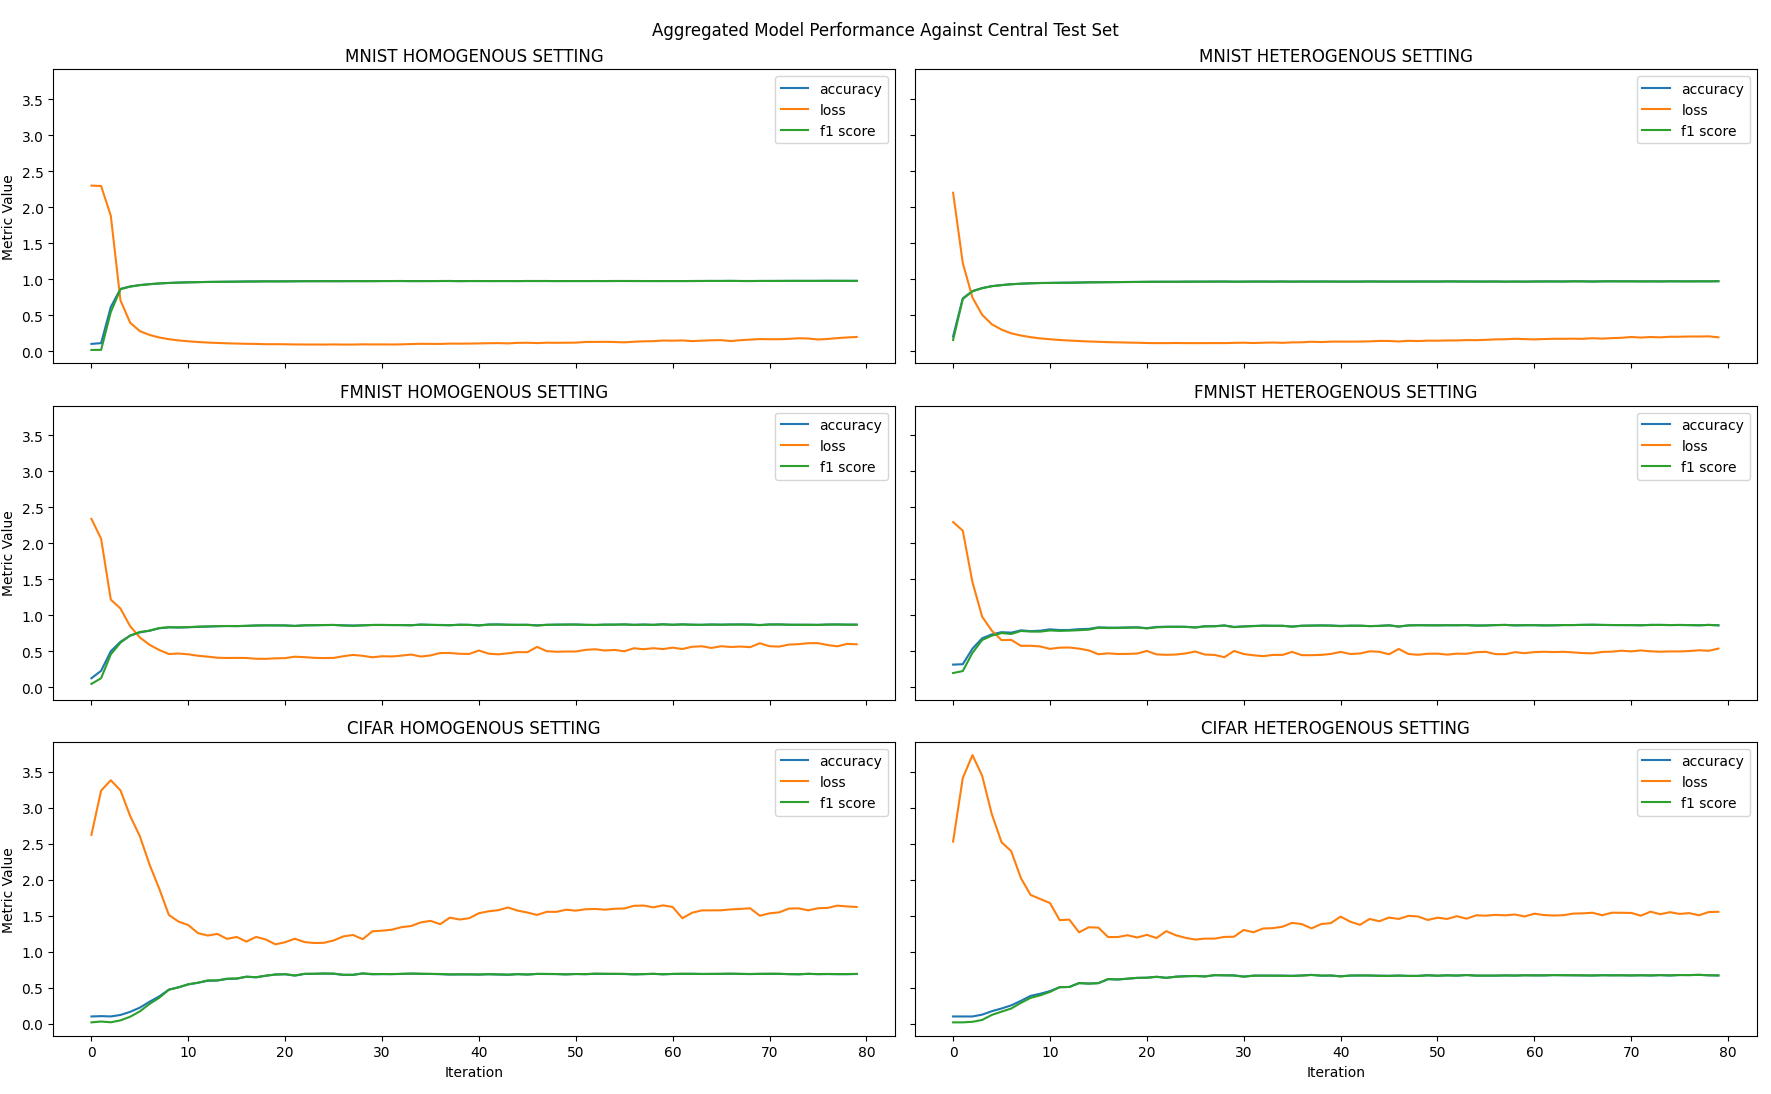 Aggregated Model Performance Against Central Test Set
MNIST HOMOGENOUS SETTING
Metric Value
3.5
3.0
2.5
2.0
1.5
1.0
0.5
0.0
accuracy
loss
f1 score
MNIST HETEROGENOUS SETTING
accuracy
loss
f1 score
FMNIST HOMOGENOUS SETTING
Metric Value
3.5
3.0
2.5
2.0
1.5
1.0
0.5
0.0
accuracy
loss
f1 score
FMNIST HETEROGENOUS SETTING
accuracy
loss
f1 score
CIFAR HOMOGENOUS SETTING
Metric Value
3.5
3.0
2.5
2.0
1.5
1.0
0.5
0.0
accuracy
loss
f1 score
0 10 20 30 40 50 60 70 80
Iteration
CIFAR HETEROGENOUS SETTING
accuracy
loss
f1 score
0 10 20 30 40 50 60 70 80
Iteration